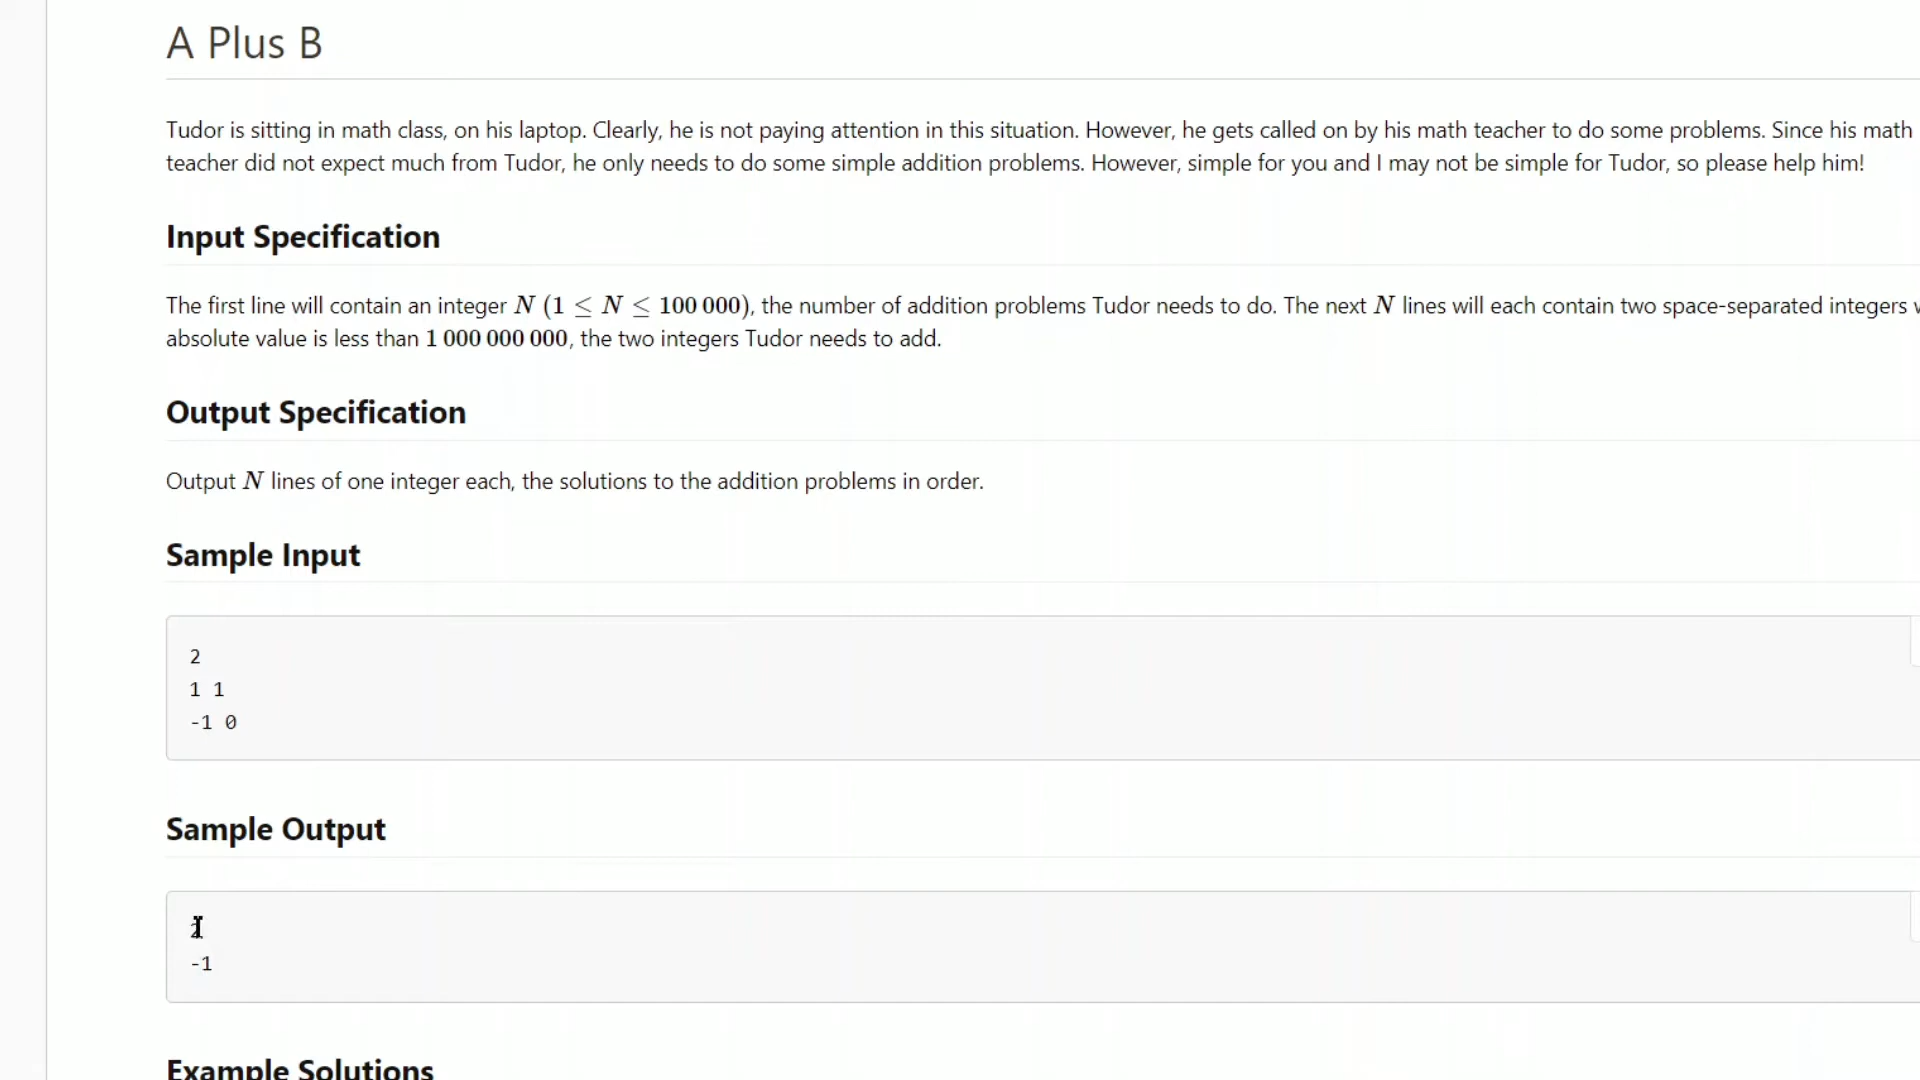 A Plus B
Tudor is sitting in math class, on his laptop. Clearly, he is not paying attention in this situation. However, he gets called on by his math teacher to do some problems. Since his math
teacher did not expect much from Tudor, he only needs to do some simple addition problems. However, simple for you and I may not be simple for Tudor, so please help him!
Input Specification
The first line will contain an integer N (1 ≤ N ≤ 100 000), the number of addition problems Tudor needs to do. The next N lines will each contain two space-separated integers
absolute value is less than 1 000 000 000, the two integers Tudor needs to add.
Output Specification
Output N lines of one integer each, the solutions to the addition problems in order.
Sample Input
2
1 1
-1 0
Sample Output
-1
Example Solutions